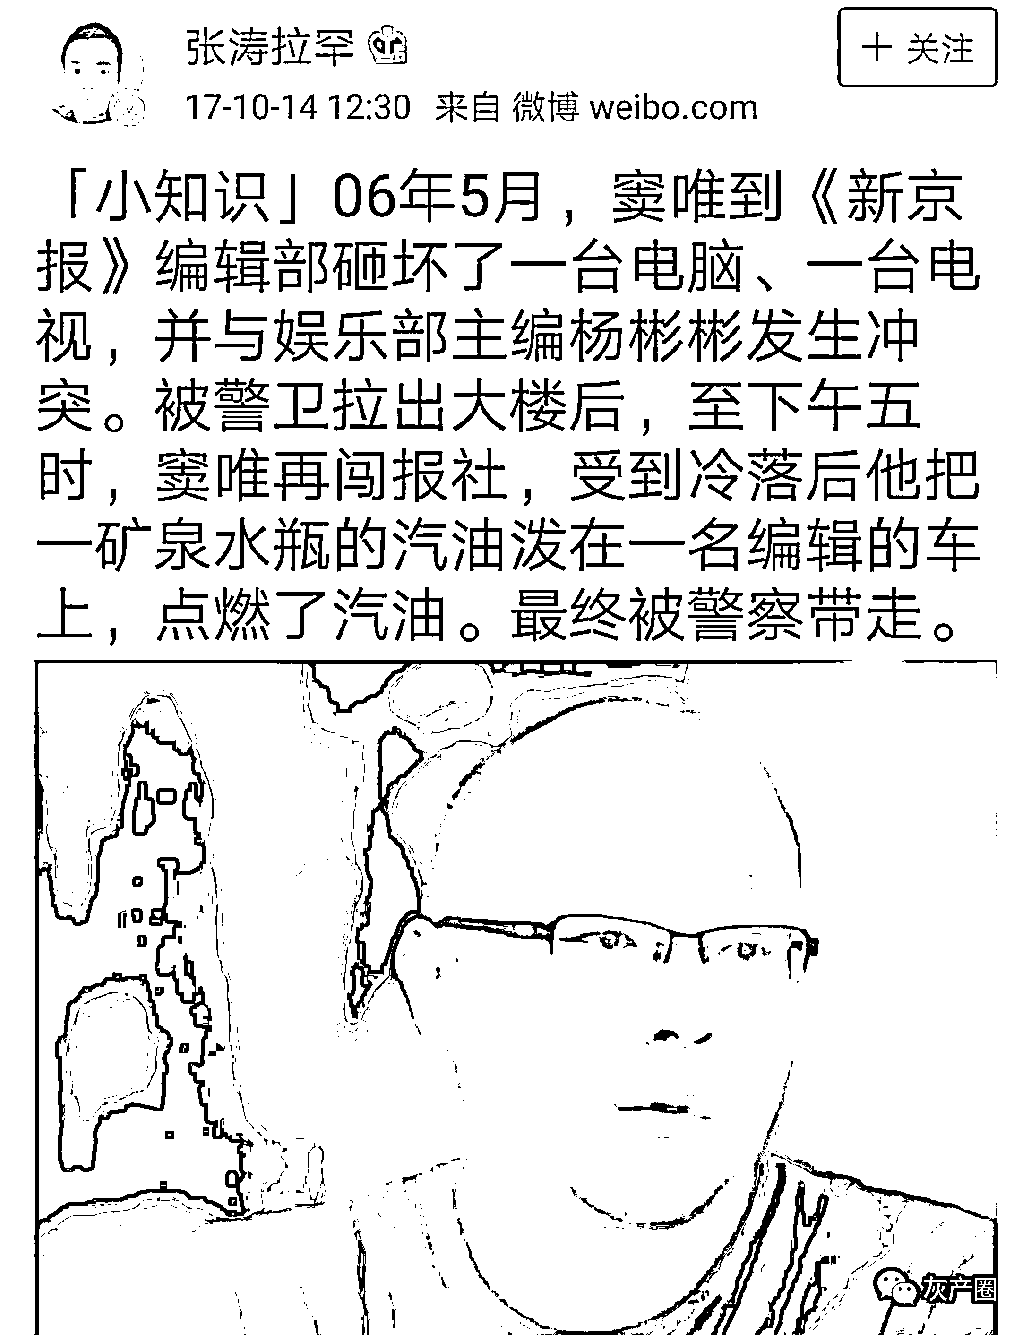 张涛拉罕
+ 关注
17-10-14 12:30 来自 微博 weibo.com
「小知识」06年5月，窦唯到《新京
报》编辑部砸坏了一台电脑、一台电
视，并与娱乐部主编杨彬彬发生冲
突。被警卫拉出大楼后，至下午五
时，窦唯再闯报社，受到冷落后他把
一矿泉水瓶的汽油泼在一名编辑的车
上，点燃了汽油。最终被警察带走。
灰产圈